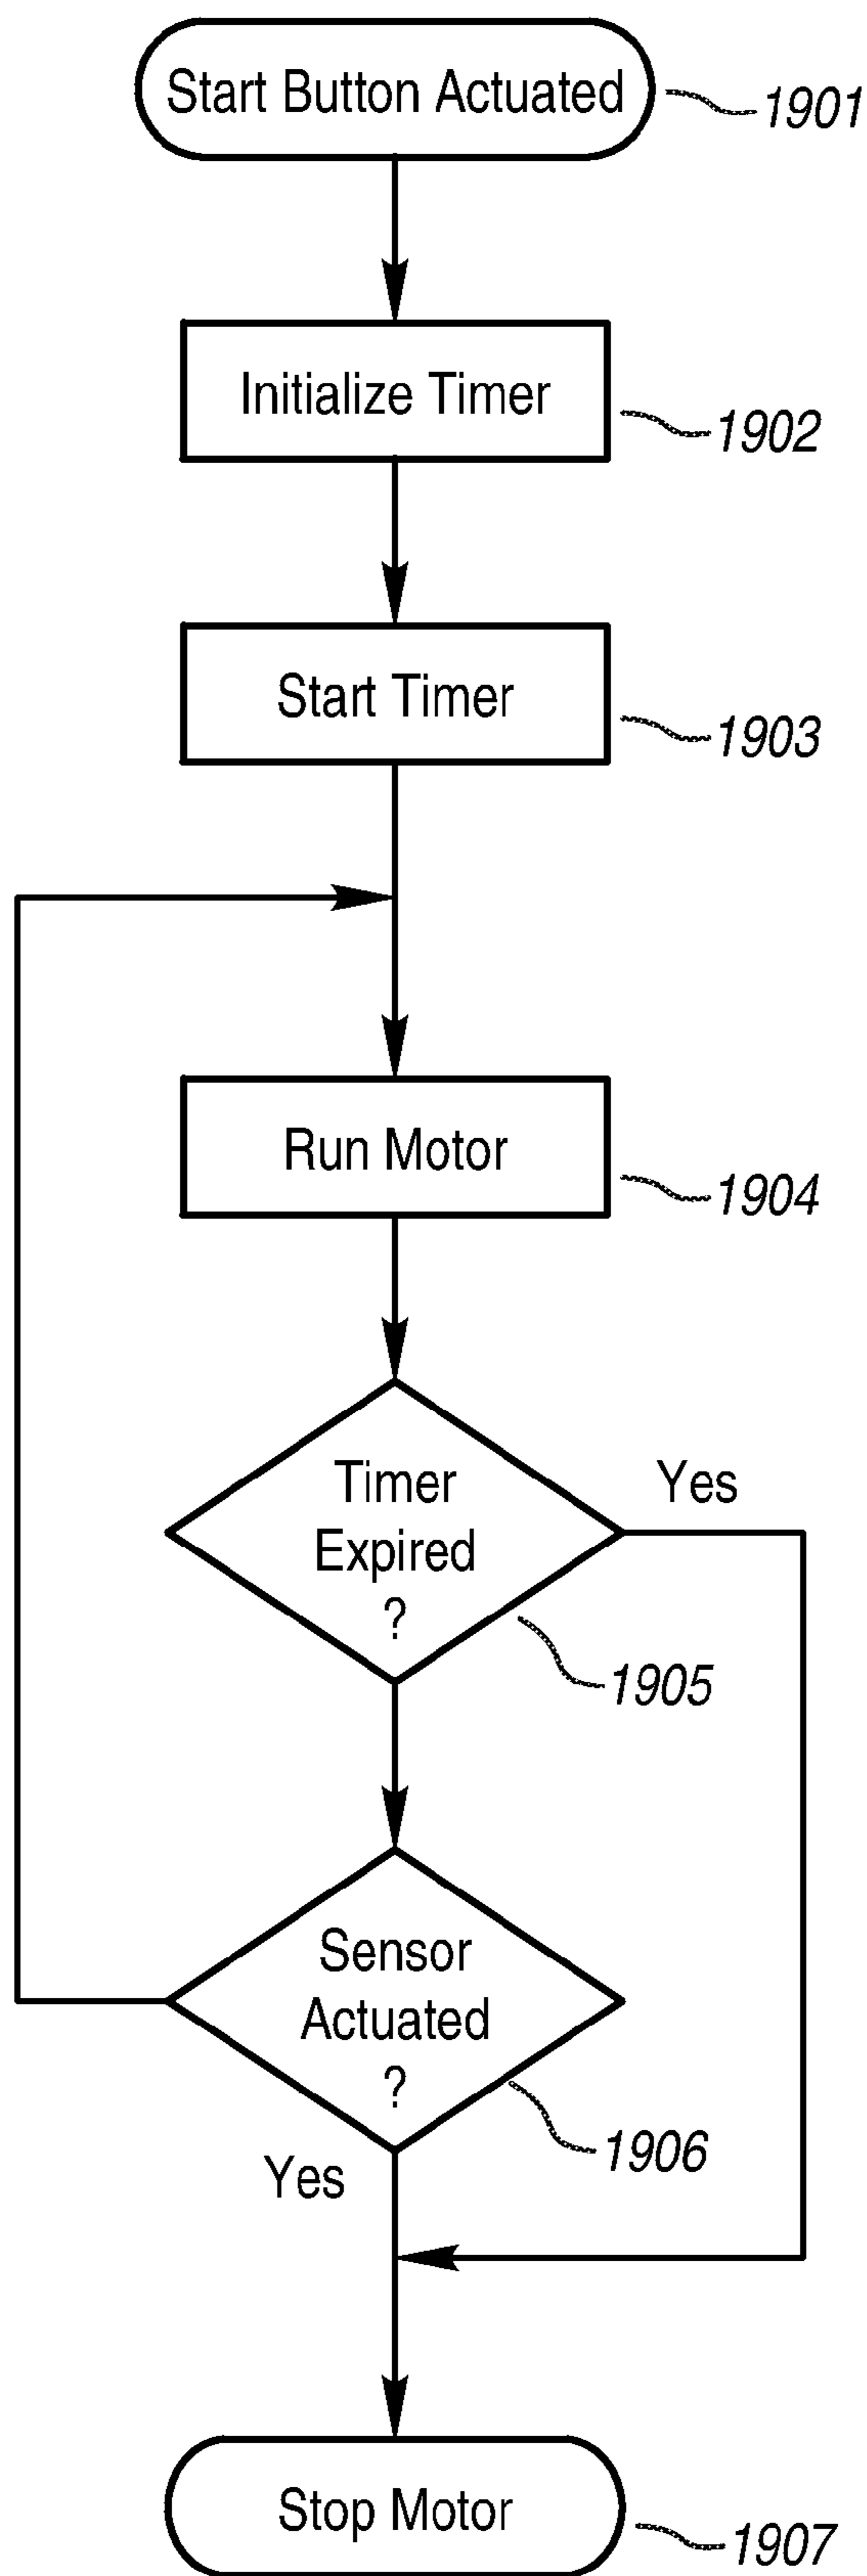 Start Button Actuated
1901
Initialize Timer
1902
Start Timer
1903
Run Motor
1904
Timer
Expired
?
Yes
1905
Sensor
Actuated
?
1906
Yes
Stop Motor
1907